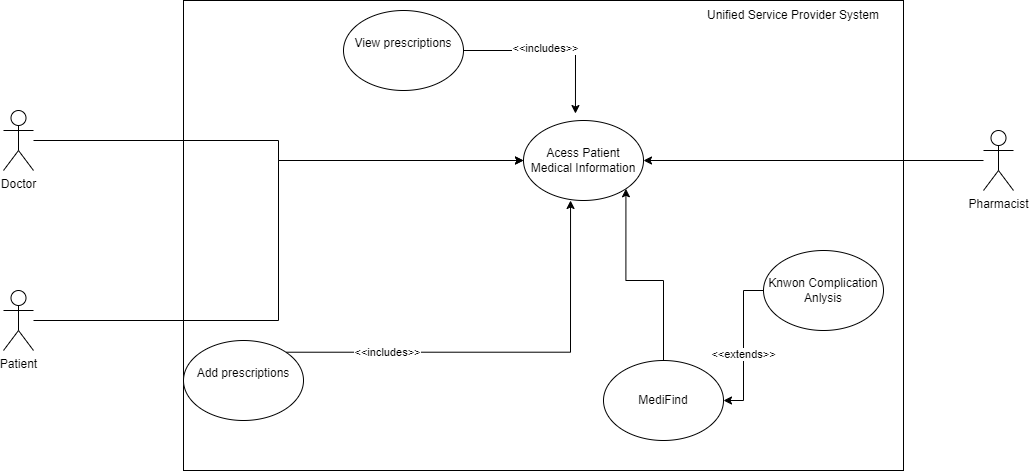 Unified Service Provider System
View prescriptions
<<includes>>
Doctor
Acess Patient
Medical Information
Pharmacist
Knwon Complication
Anlysis
Patient
<<includes>>
<<extends>>
Add prescriptions
MediFind